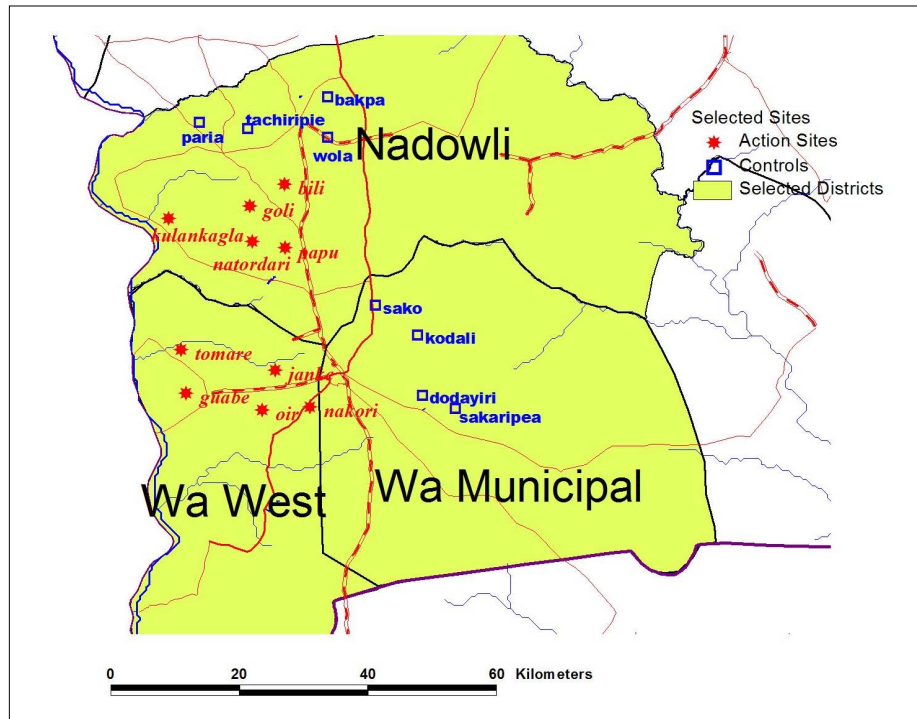 bakpa
tachiripie
paria
wola
Nadowli
Selected Sites
Action Sites
Controls
Selected Districts
bili
goli
kulankagla
natordari
papu
sako
kodali
tomare
janke
guabe
oir
nakori
dodayiri
sakaripea
Wa West
Wa Municipal
0 20 40 60 Kilometers